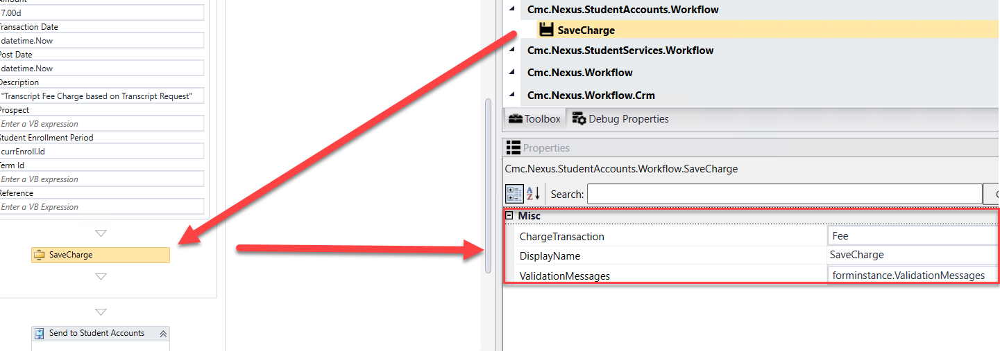 7.00d
Transaction Date
datetime.Now
Post Date
datetime.Now
Description
"Transcript Fee Charge based on Transcript Request"
Prospect
Enter a VB expression
Student Enrollment Period
currEnroll.Id
Term Id
Enter a VB expression
Reference
Enter a VB Expression
SaveCharge
Send to Student Accounts
Cmc.Nexus.StudentAccounts.Workflow
SaveCharge
Cmc.Nexus.StudentServices.Workflow
Cmc.Nexus.Workflow
Cmc.Nexus.Workflow.Crm
Toolbox Debug Properties
Properties
Cmc.Nexus.StudentAccounts.Workflow.SaveCharge
Search:
Misc
ChargeTransaction Fee
DisplayName SaveCharge
ValidationMessages forminstance.ValidationMessages